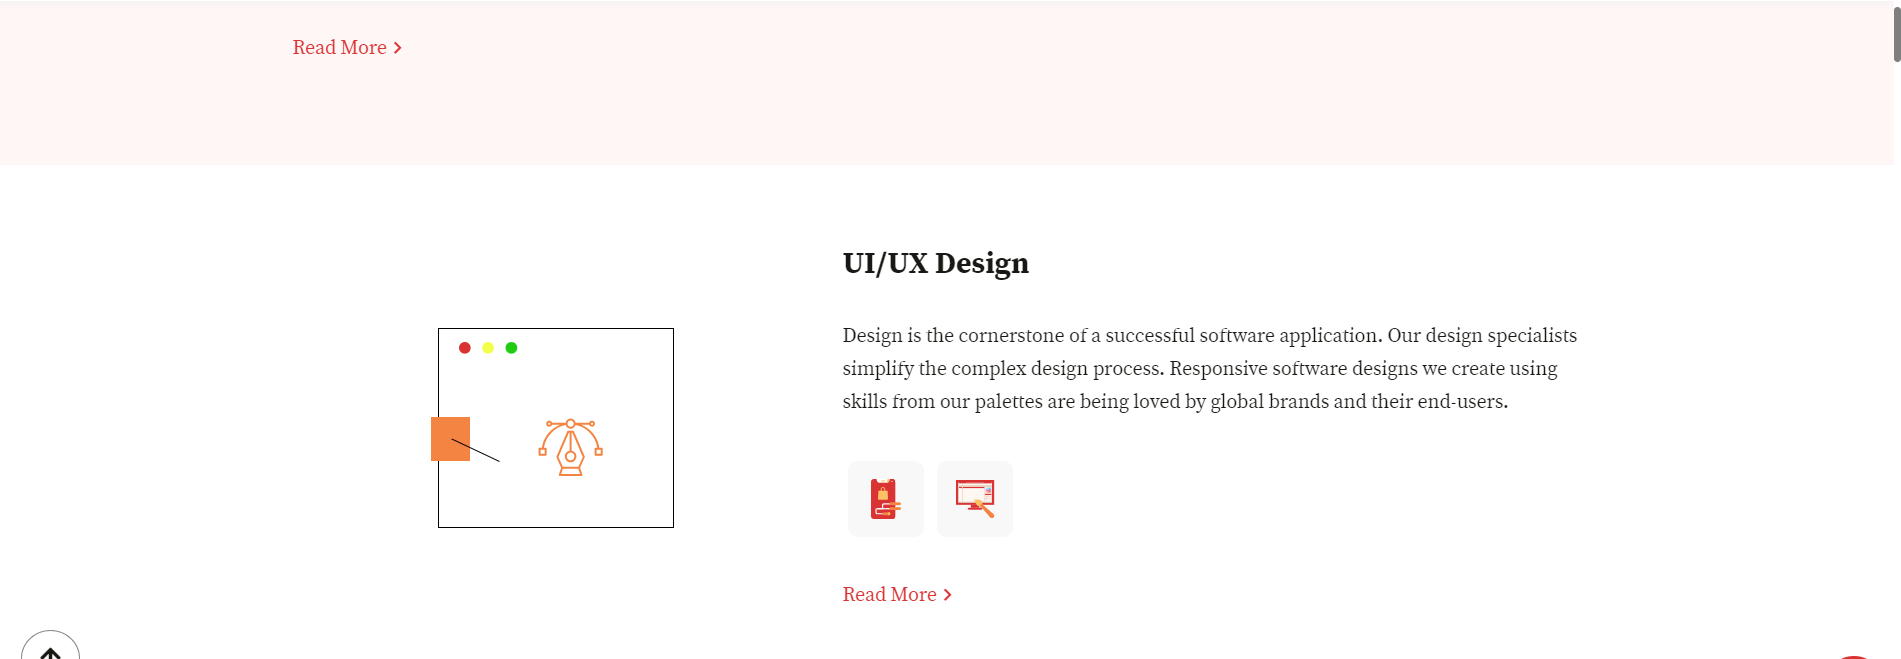 Read More
UI/UX Design
Design is the cornerstone of a successful software application. Our design specialists
simplify the complex design process. Responsive software designs we create using
skills from our palettes are being loved by global brands and their end-users.
Read More